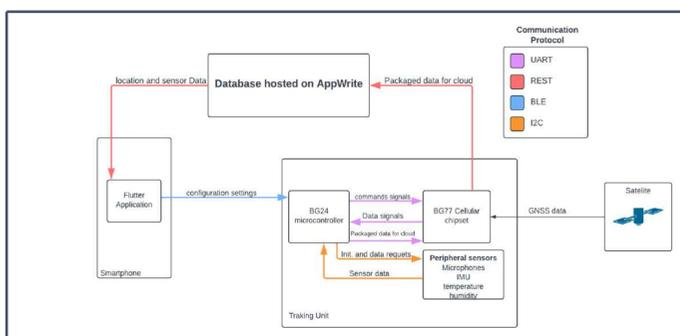 Communication
Protocol
UART
REST
BLE
I2C
location and sensor Data
Database hosted on AppWrite
Packaged data for cloud
Flutter
Application
configuration settings
BG24
microcontroller
commands signals
Data signals
Packaged data for cloud
BG77 Cellular
chipset
GNSS data
Satelite
Init. and data requets
Sensor data
Peripheral sensors
Microphones
IMU
temperature
humidity
Smartphone
Traking Unit